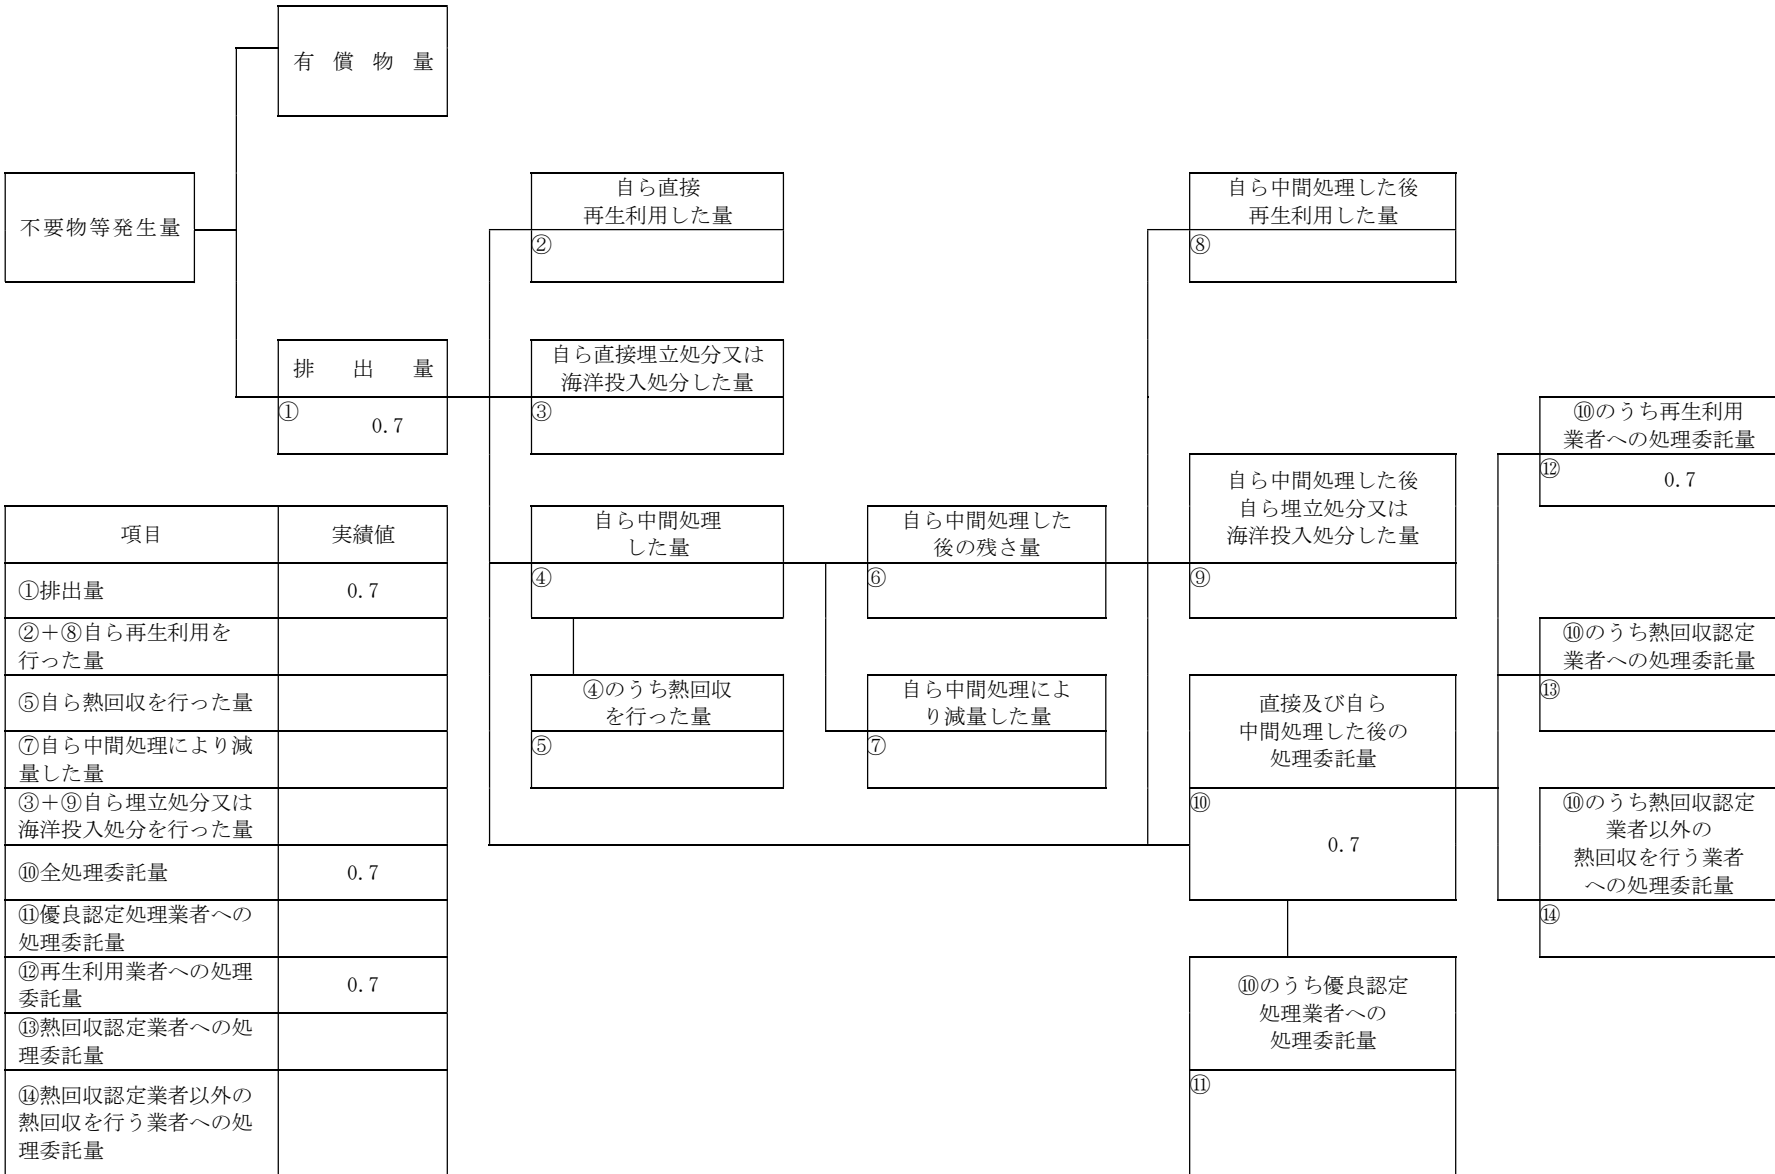 有償物量
不要物等発生量
排出量
①
0.7
自ら直接
再生利用した量
②
自ら直接埋立処分又は
海洋投入処分した量
③
自ら中間処理
した量
④
④のうち熱回収
を行った量
⑤
自ら中間処理した
後の残さ量
⑥
自ら中間処理によ
り減量した量
⑦
自ら中間処理した後
再生利用した量
⑧
自ら中間処理した後
自ら埋立処分又は
海洋投入処分した量
⑨
直接及び自ら
中間処理した後の
処理委託量
⑩
0.7
⑩のうち優良認定
処理業者への
処理委託量
⑪
⑩のうち再生利用
業者への処理委託量
⑫
0.7
⑩のうち熱回収認定
業者への処理委託量
⑬
⑩のうち熱回収認定
業者以外の
熱回収を行う業者
への処理委託量
⑭
項目 実績値
①排出量 0.7
②+⑧自ら再生利用を
行った量
⑤自ら熱回収を行った量
⑦自ら中間処理により減
量した量
③+⑨自ら埋立処分又は
海洋投入処分を行った量
⑩全処理委託量 0.7
⑪優良認定処理業者への
処理委託量
⑫再生利用業者への処理
委託量 0.7
⑬熱回収認定業者への処
理委託量
⑭熱回収認定業者以外の
熱回収を行う業者への処
理委託量